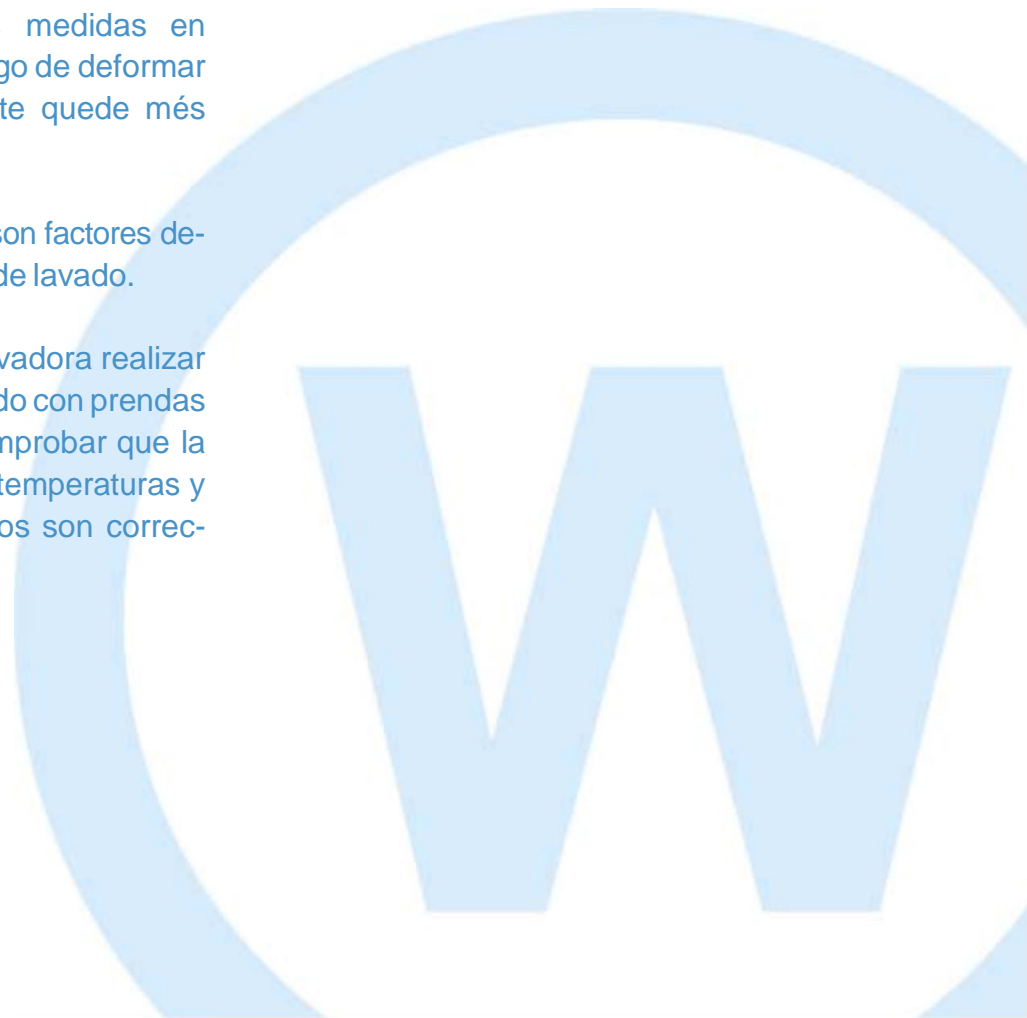 medidas en
go de deformar
te quede més
son factores de-
de lavado.
vadora realizar
do con prendas
mprobar que la
temperaturas y
os son correc-
W